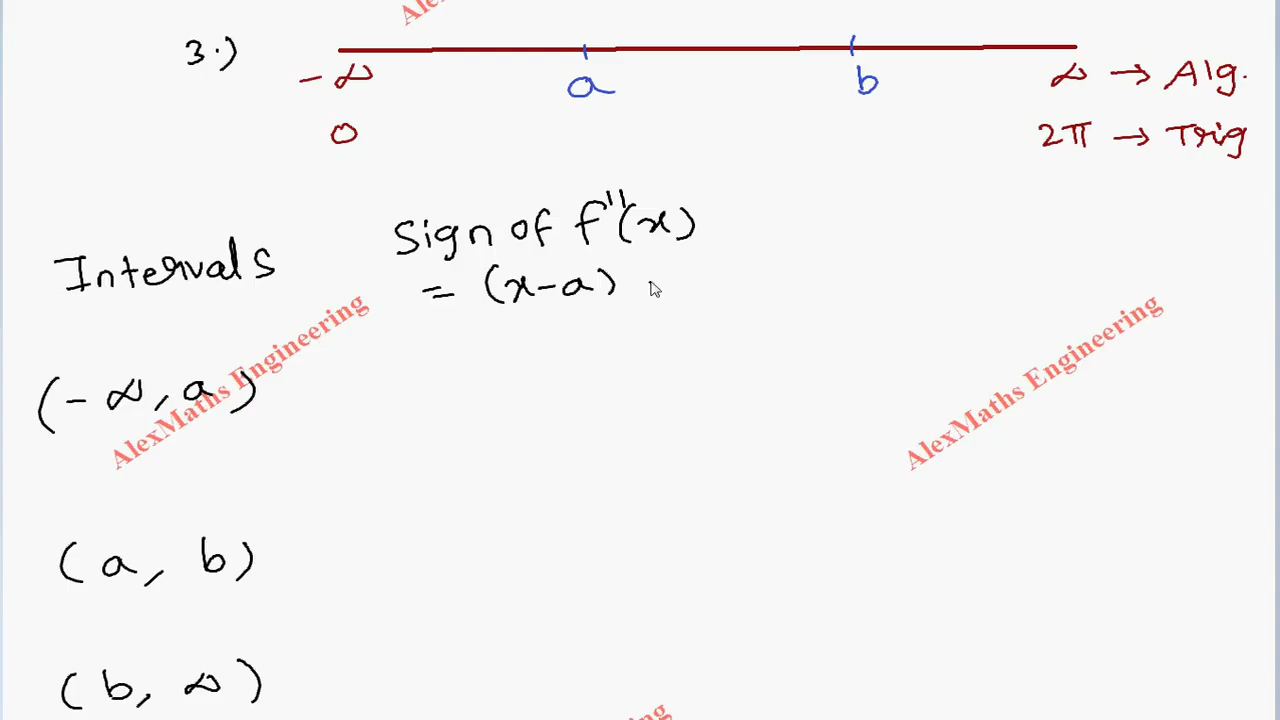 3.)
-∞ a b ∞ → Alg.
0 2π → Trig
Intervals Sign of f''(x)
= (x-a)
(-∞, a)
(a, b)
(b, ∞)
AlexMaths Engineering
AlexMaths Engineering